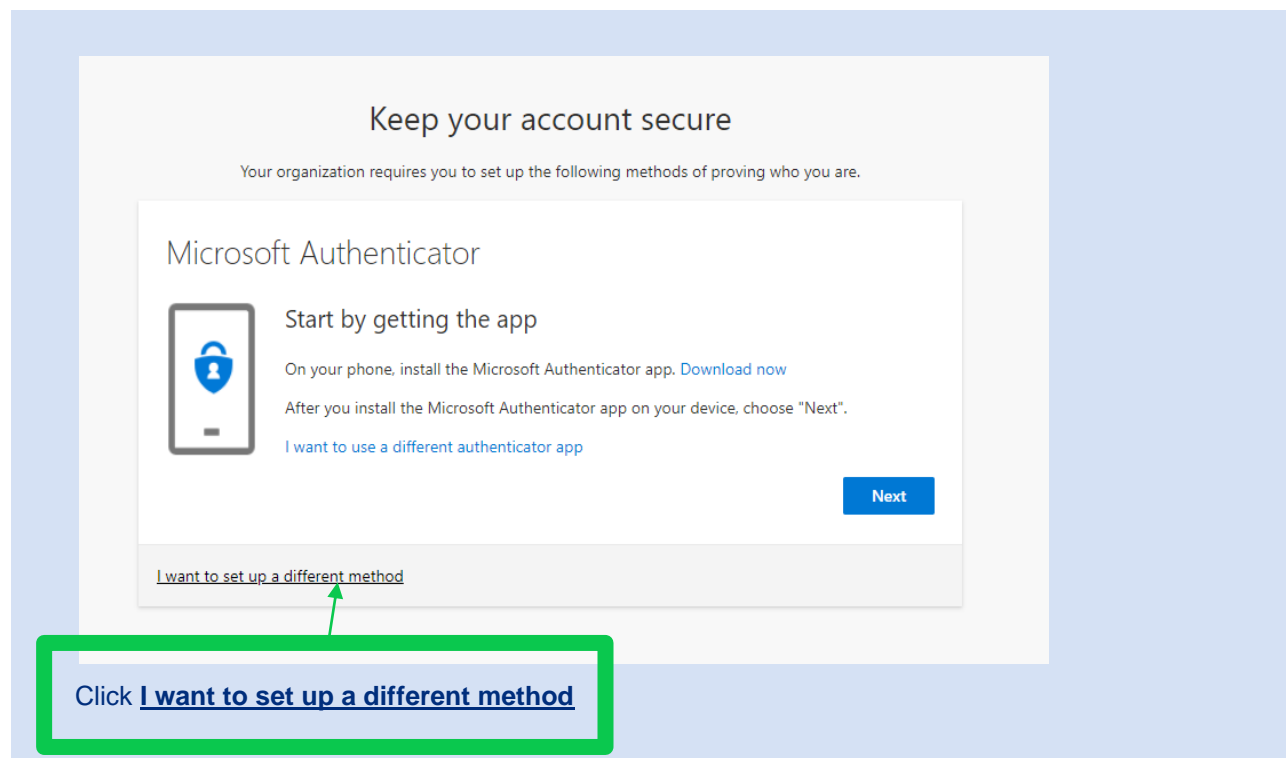 Keep your account secure
Your organization requires you to set up the following methods of proving who you are.
Microsoft Authenticator
Start by getting the app
On your phone, install the Microsoft Authenticator app. Download now
After you install the Microsoft Authenticator app on your device, choose "Next".
I want to use a different authenticator app
Next
I want to set up a different method
Click I want to set up a different method